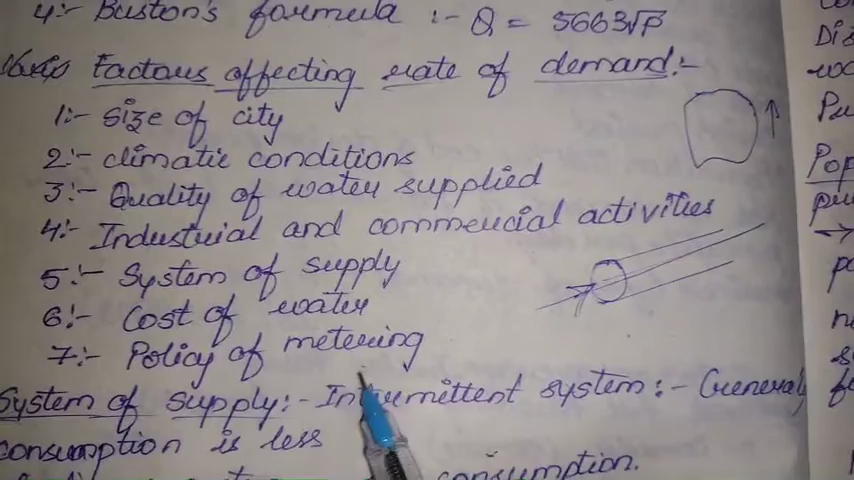 4:- Buston's formula :- Q = 5663√P
Factors affecting rate of demand:-
1:- Size of city
2:- climatic conditions
3:- Quality of water supplied
4:- Industrial and commercial activities
5:- System of supply
6:- Cost of water
7:- Policy of metering
System of supply:- Intermittent system:- Generaly
consumption is less
consumption.